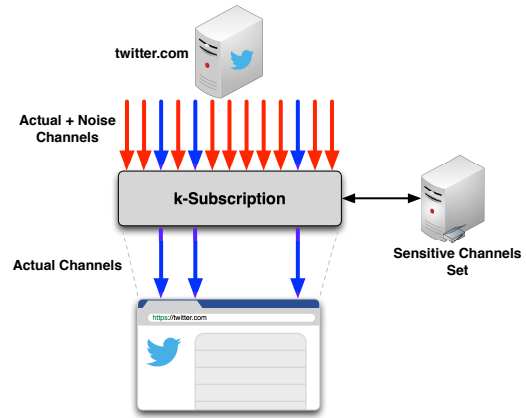 twitter.com
Actual + Noise
Channels
k-Subscription
Actual Channels
Sensitive Channels
Set
https://twitter.com